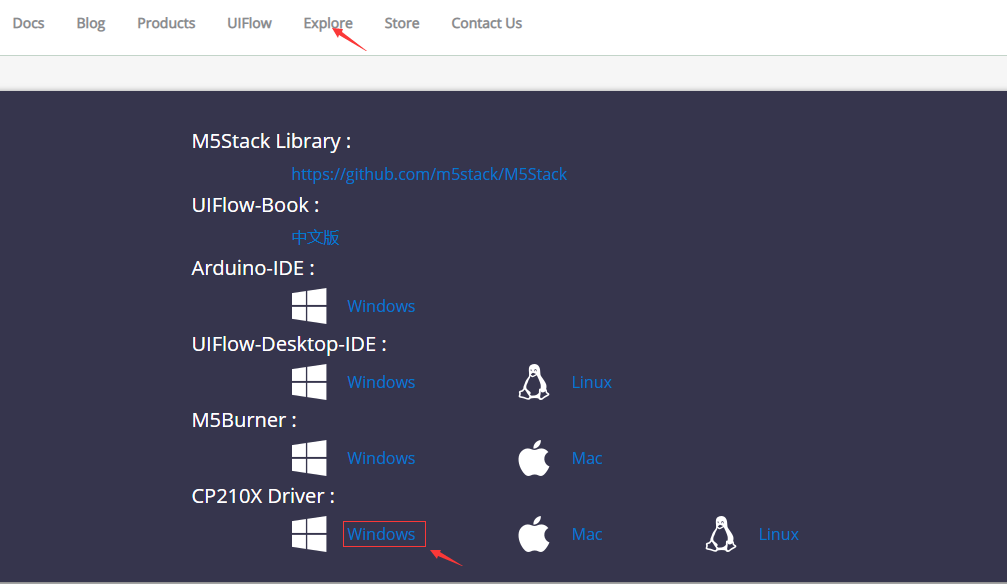 Docs Blog Products UIFlow Explore Store Contact Us
M5Stack Library :
https://github.com/m5stack/M5Stack
UIFlow-Book :
中文版
Arduino-IDE :
Windows
UIFlow-Desktop-IDE :
Windows Linux
M5Burner :
Windows Mac
CP210X Driver :
Windows Mac Linux